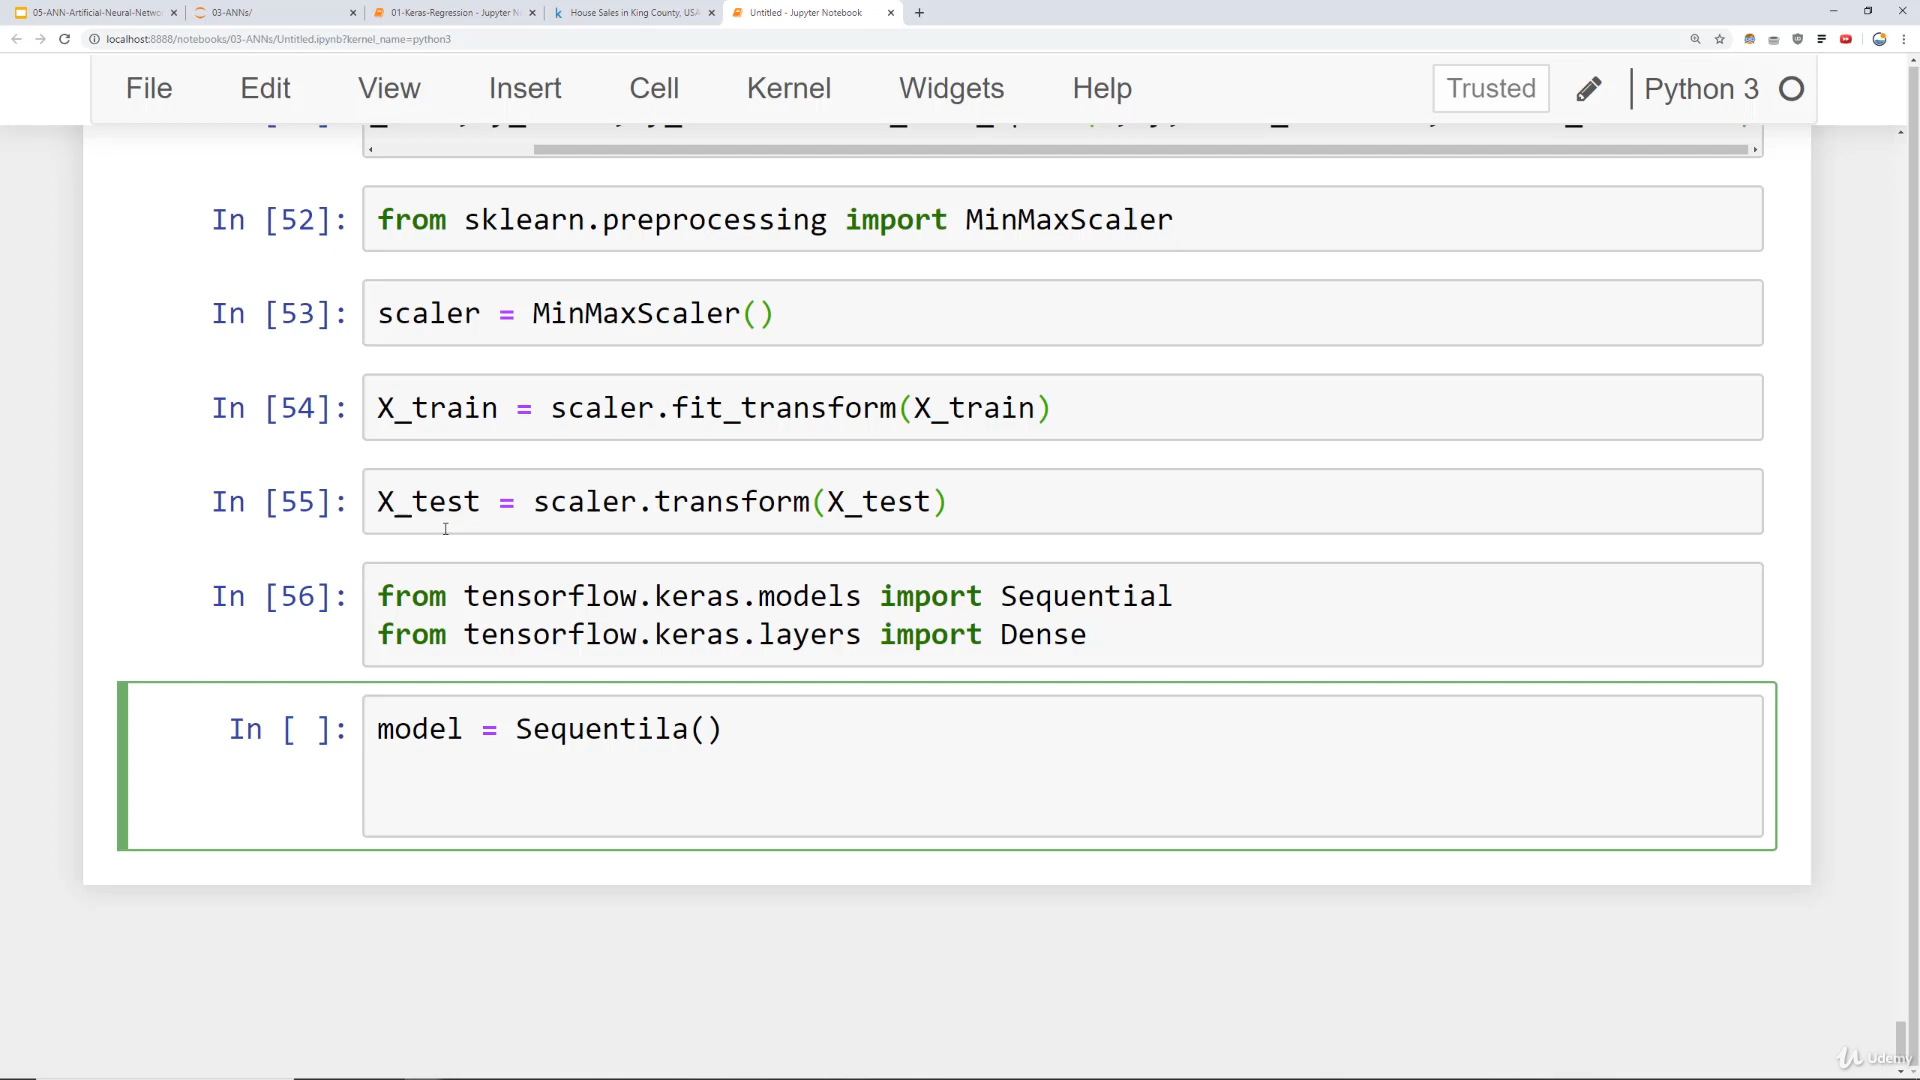 05-ANN-Artificial-Neural-Netwo
03-ANNs/
01-Keras-Regression - Jupyter N
House Sales in King County, USA
Untitled - Jupyter Notebook
localhost:8888/notebooks/03-ANNs/Untitled.ipynb?kernel_name=python3
File Edit View Insert Cell Kernel Widgets Help Trusted Python 3
In [52]: from sklearn.preprocessing import MinMaxScaler
In [53]: scaler = MinMaxScaler()
In [54]: X_train = scaler.fit_transform(X_train)
In [55]: X_test = scaler.transform(X_test)
In [56]: from tensorflow.keras.models import Sequential
from tensorflow.keras.layers import Dense
In [ ]: model = Sequentila()
Udemy